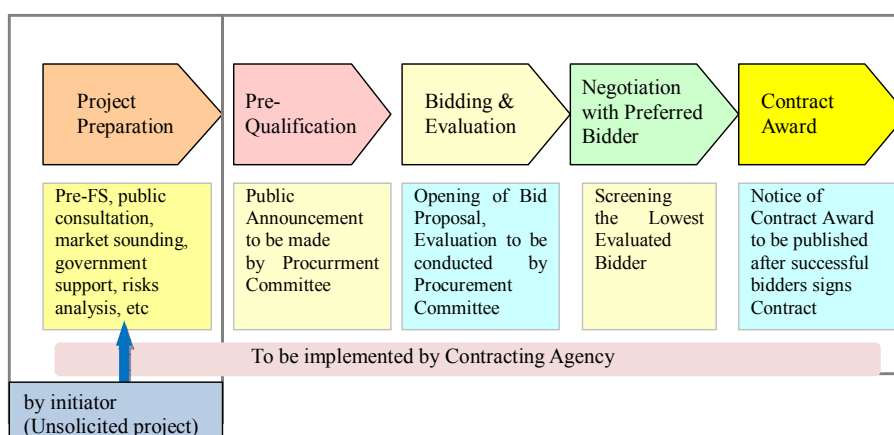 Project
Preparation
Pre-
Qualification
Bidding &
Evaluation
Negotiation
with Preferred
Bidder
Contract
Award
Pre-FS, public
consultation,
market sounding,
government
support, risks
analysis, etc
Public
Announcement
to be made
by Procurrment
Committee
Opening of Bid
Proposal,
Evaluation to be
conducted by
Procurement
Committee
Screening
the Lowest
Evaluated
Bidder
Notice of
Contract Award
to be published
after successful
bidders signs
Contract
To be implemented by Contracting Agency
by initiator
(Unsolicited project)